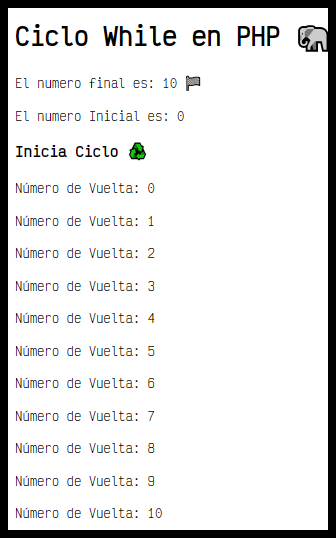 Ciclo While en PHP 🐘
El numero final es: 10 🏁
El numero Inicial es: 0
Inicia Ciclo ♻
Número de Vuelta: 0
Número de Vuelta: 1
Número de Vuelta: 2
Número de Vuelta: 3
Número de Vuelta: 4
Número de Vuelta: 5
Número de Vuelta: 6
Número de Vuelta: 7
Número de Vuelta: 8
Número de Vuelta: 9
Número de Vuelta: 10